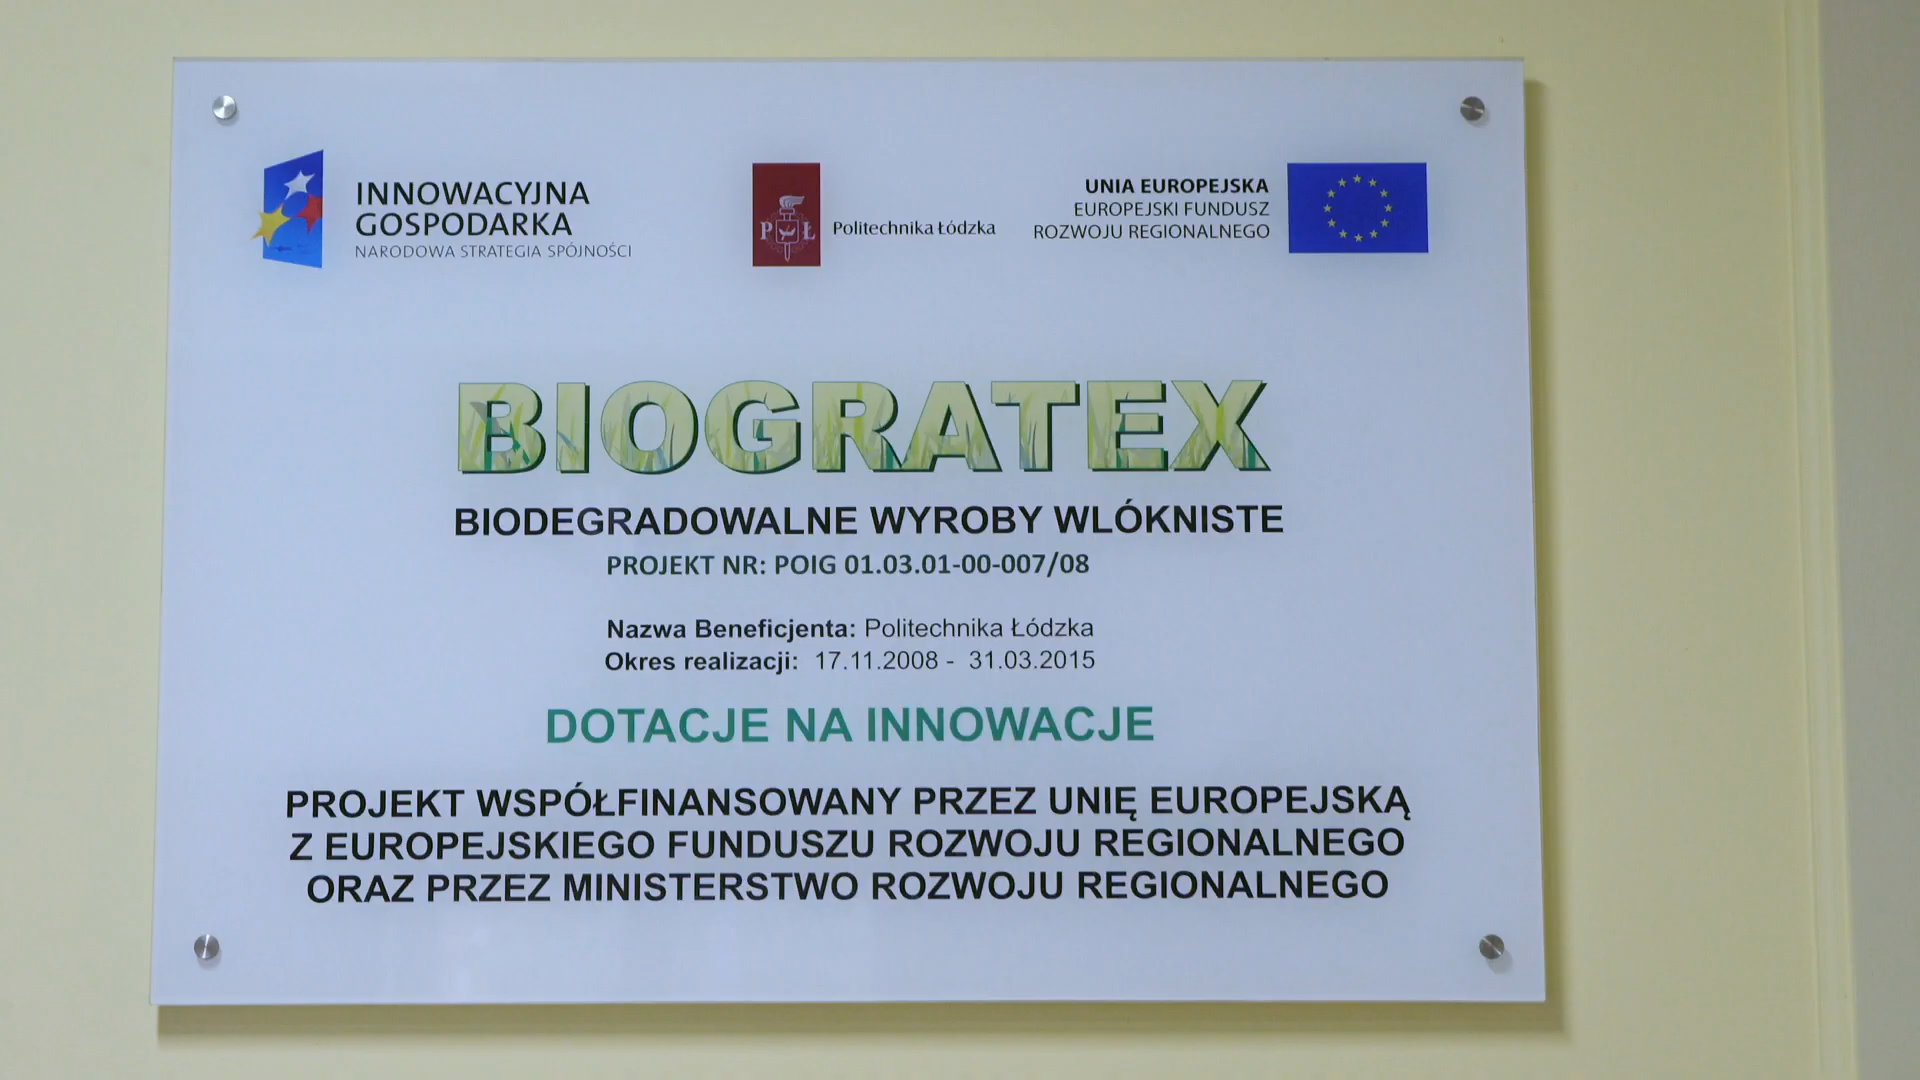 INNOWACYJNA
GOSPODARKA
NARODOWA STRATEGIA SPÓJNOŚCI
P Ł
Politechnika Łódzka
UNIA EUROPEJSKA
EUROPEJSKI FUNDUSZ
ROZWOJU REGIONALNEGO
BIOGRATEX
BIODEGRADOWALNE WYROBY WLÓKNISTE
PROJEKT NR: POIG 01.03.01-00-007/08
Nazwa Beneficjenta: Politechnika Łódzka
Okres realizacji: 17.11.2008 - 31.03.2015
DOTACJE NA INNOWACJE
PROJEKT WSPÓŁFINANSOWANY PRZEZ UNIĘ EUROPEJSKĄ
Z EUROPEJSKIEGO FUNDUSZU ROZWOJU REGIONALNEGO
ORAZ PRZEZ MINISTERSTWO ROZWOJU REGIONALNEGO